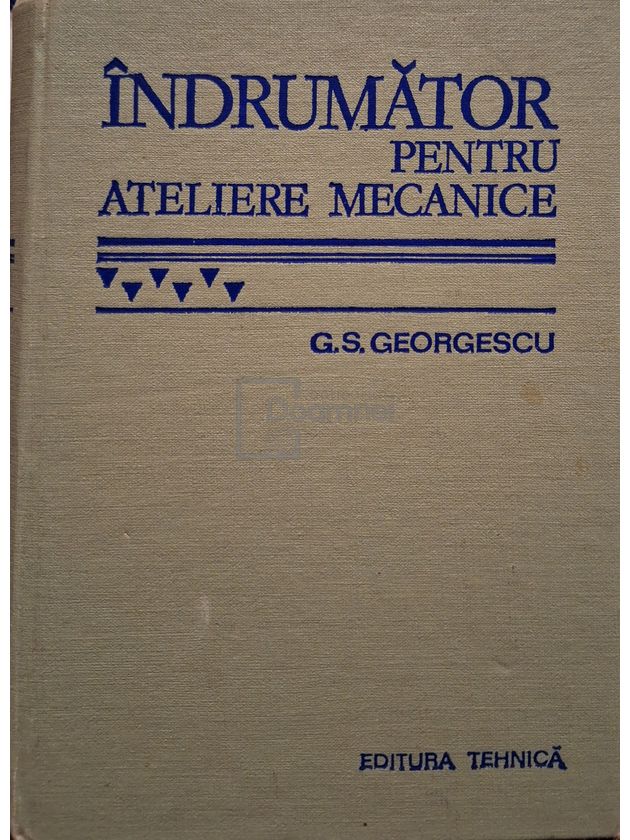 ÎNDRUMĂTOR
PENTRU
ATELIERE MECANICE
G.S. GEORGESCU
EDITURA TEHNICĂ